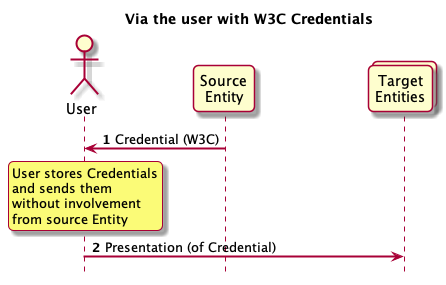 Via the user with W3C Credentials
User
Source
Entity
Target
Entities
1 Credential (W3C)
User stores Credentials
and sends them
without involvement
from source Entity
2 Presentation (of Credential)